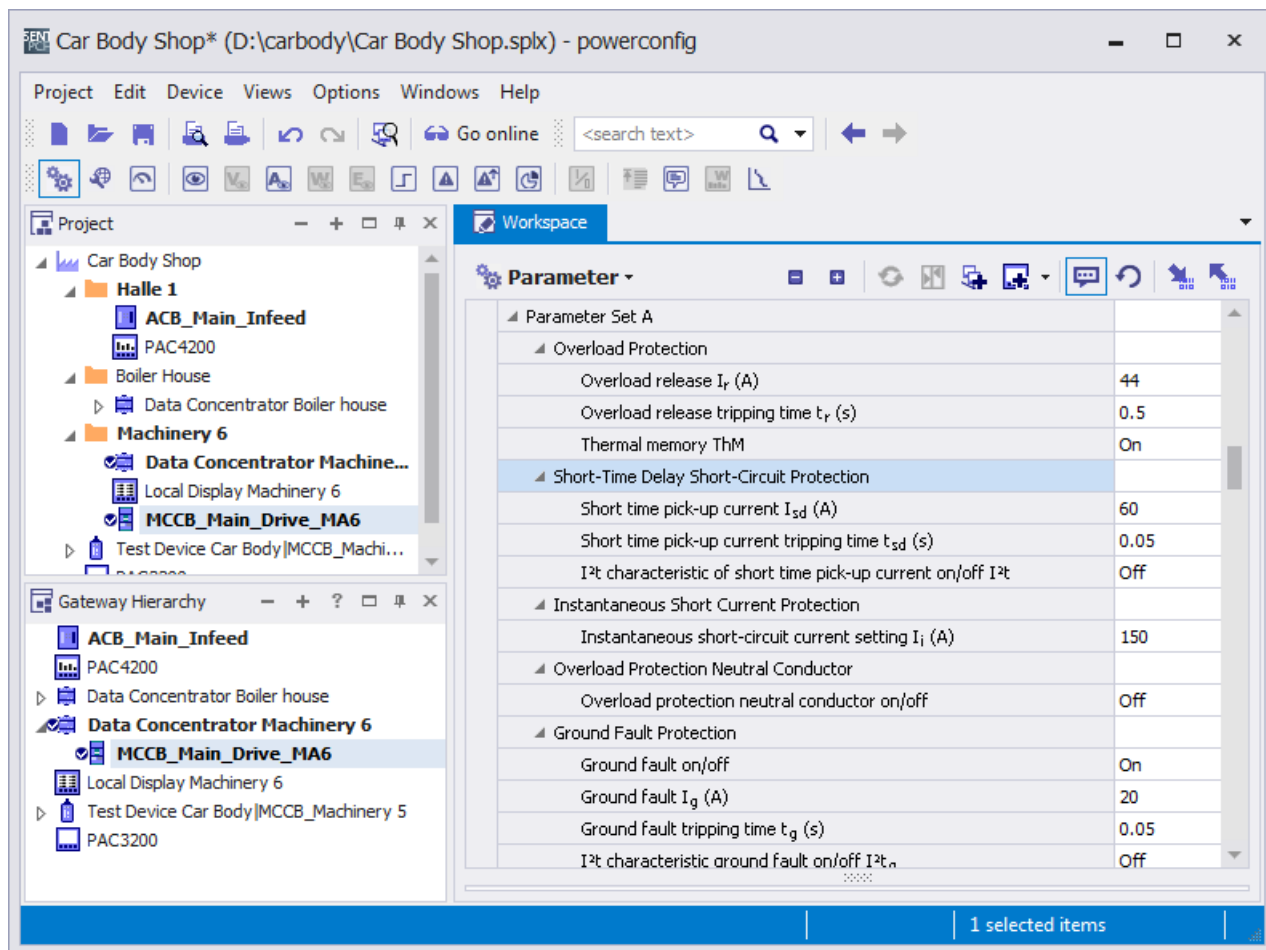 Car Body Shop* (D:\carbody\Car Body Shop.splx) - powerconfig
Project Edit Device Views Options Windows Help
Go online <search text>
Project
Car Body Shop
Halle 1
ACB_Main_Infeed
PAC4200
Boiler House
Data Concentrator Boiler house
Machinery 6
Data Concentrator Machine...
Local Display Machinery 6
MCCB_Main_Drive_MA6
Test Device Car Body|MCCB_Machi...
Gateway Hierarchy
ACB_Main_Infeed
PAC4200
Data Concentrator Boiler house
Data Concentrator Machinery 6
MCCB_Main_Drive_MA6
Local Display Machinery 6
Test Device Car Body|MCCB_Machinery 5
PAC3200
Workspace
Parameter
Parameter Set A
Overload Protection
Overload release Ir (A) 44
Overload release tripping time tr (s) 0.5
Thermal memory ThM On
Short-Time Delay Short-Circuit Protection
Short time pick-up current Isd (A) 60
Short time pick-up current tripping time tsd (s) 0.05
I²t characteristic of short time pick-up current on/off I²t Off
Instantaneous Short Current Protection
Instantaneous short-circuit current setting Ii (A) 150
Overload Protection Neutral Conductor
Overload protection neutral conductor on/off Off
Ground Fault Protection
Ground fault on/off On
Ground fault Ig (A) 20
Ground fault tripping time tg (s) 0.05
I²t characteristic ground fault on/off I²tg Off
1 selected items